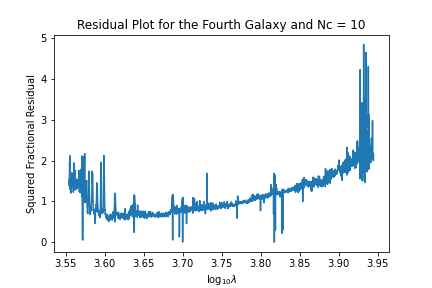 Residual Plot for the Fourth Galaxy and Nc = 10
5
4
3
2
1
0
Squared Fractional Residual
3.55 3.60 3.65 3.70 3.75 3.80 3.85 3.90 3.95
log₁₀λ